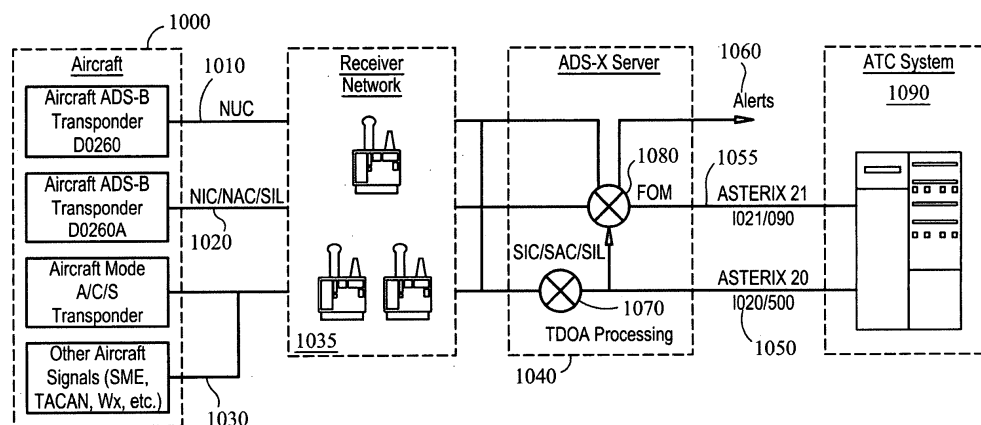 1000
Aircraft
Aircraft ADS-B
Transponder
D0260
1010
NUC
Aircraft ADS-B
Transponder
D0260A
NIC/NAC/SIL
1020
Aircraft Mode
A/C/S
Transponder
Other Aircraft
Signals (SME,
TACAN, Wx, etc.)
1030
Receiver
Network
1035
ADS-X Server
1060
Alerts
1080
FOM
1055
SIC/SAC/SIL
1070
TDOA Processing
1040
ASTERIX 21
I021/090
ASTERIX 20
I020/500
1050
ATC System
1090